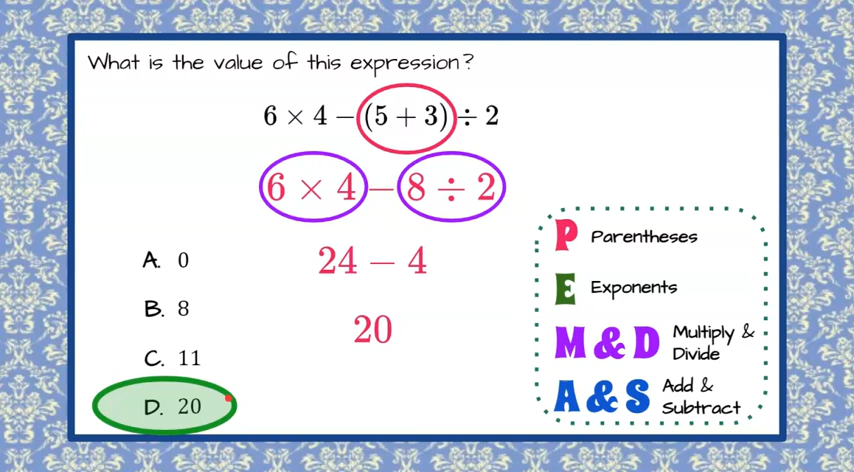 What is the value of this expression?
6 × 4 − (5 + 3) ÷ 2
6 × 4 − 8 ÷ 2
24 − 4
20
A. 0
B. 8
C. 11
D. 20
P Parentheses
E Exponents
M & D Multiply &
Divide
A & S Add &
Subtract